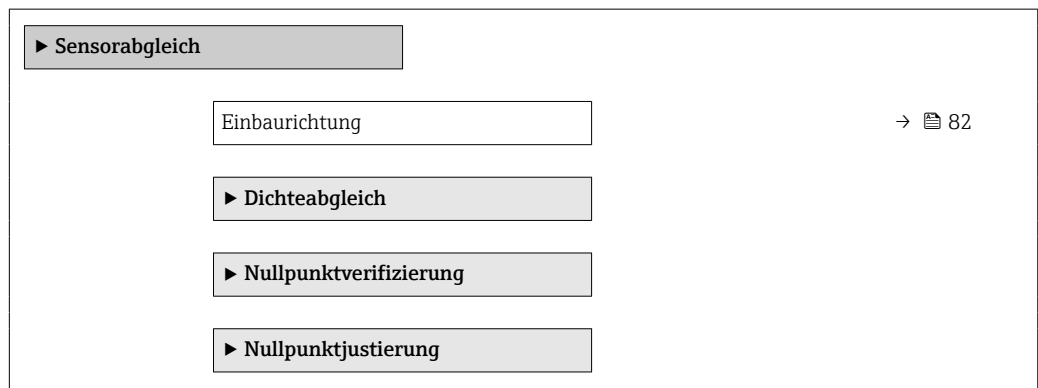 ▶ Sensorabgleich
Einbaurichtung → 82
▶ Dichteabgleich
▶ Nullpunktverifizierung
▶ Nullpunktjustierung